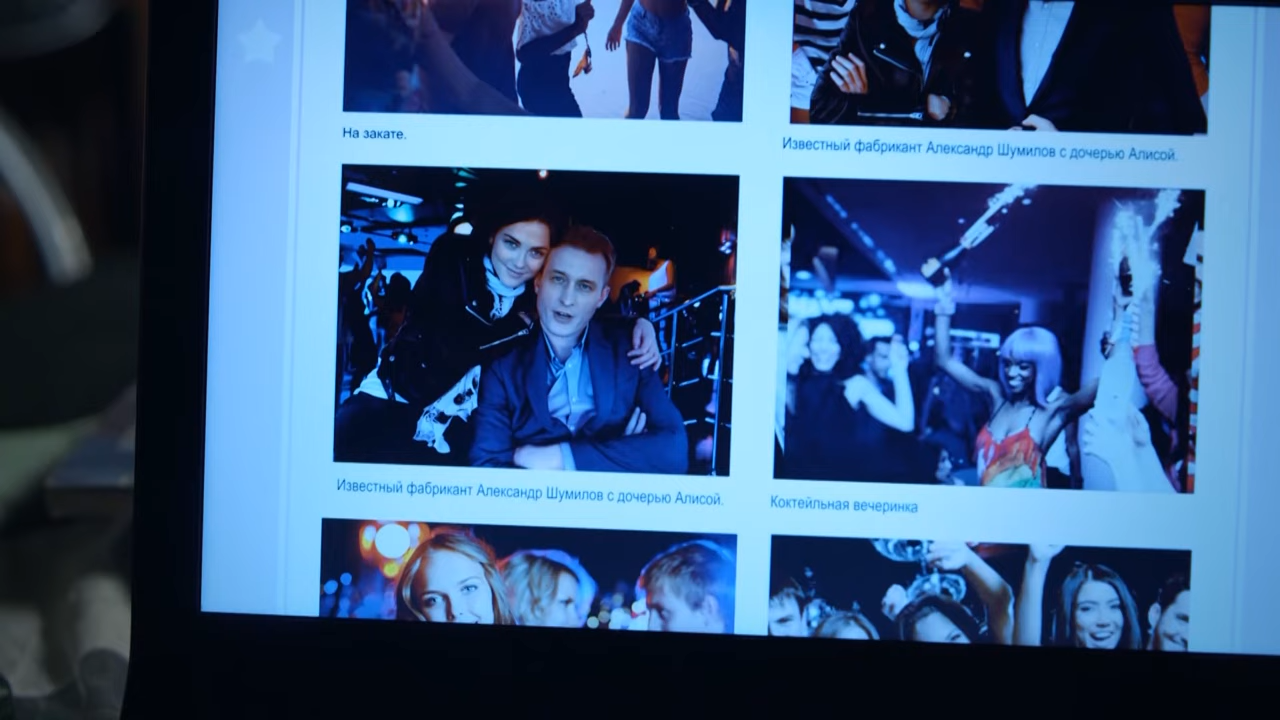 На закате.
Известный фабрикант Александр Шумилов с дочерью Алисой.
Известный фабрикант Александр Шумилов с дочерью Алисой.
Коктейльная вечеринка